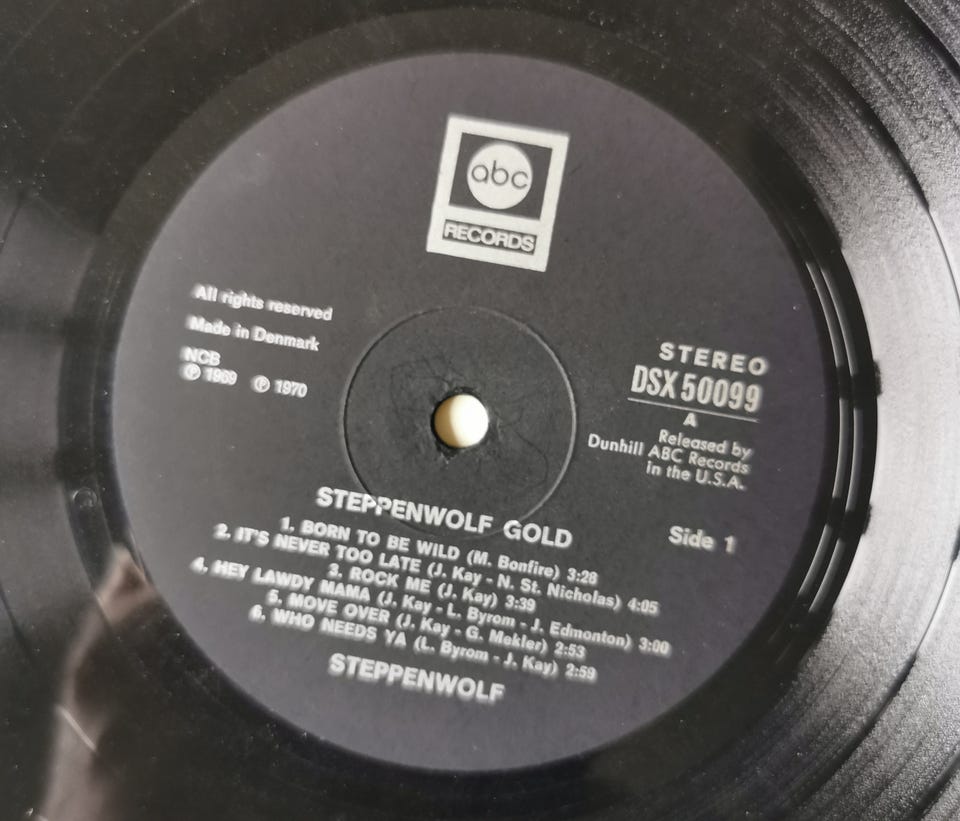 abc
RECORDS
All rights reserved
Made in Denmark
NCB
℗ 1969 ℗ 1970
STEREO
DSX 50099
A
Released by
Dunhill ABC Records
in the U.S.A.
Side 1
STEPPENWOLF GOLD
1. BORN TO BE WILD (M. Bonfire) 3:28
2. IT'S NEVER TOO LATE (J. Kay - N. St. Nicholas) 4:05
3. ROCK ME (J. Kay) 3:39
4. HEY LAWDY MAMA (J. Kay - L. Byrom - J. Edmonton) 3:00
5. MOVE OVER (J. Kay - G. Mekler) 2:53
6. WHO NEEDS YA (L. Byrom - J. Kay) 2:59
STEPPENWOLF